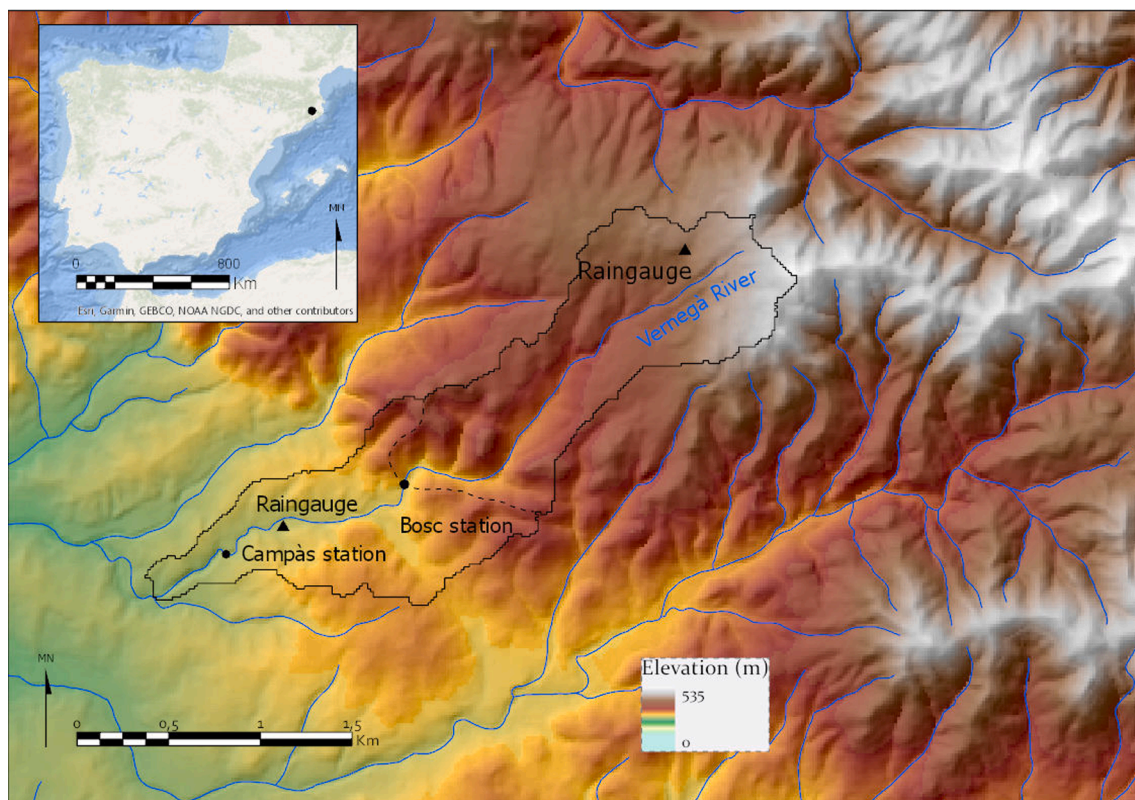 MN
0 800
Km
Esri, Garmin, GEBCO, NOAA NGDC, and other contributors
Raingauge
Vernegà River
Raingauge
Bosc station
Campàs station
MN
0 0,5 1 1,5
Km
Elevation (m)
535
0